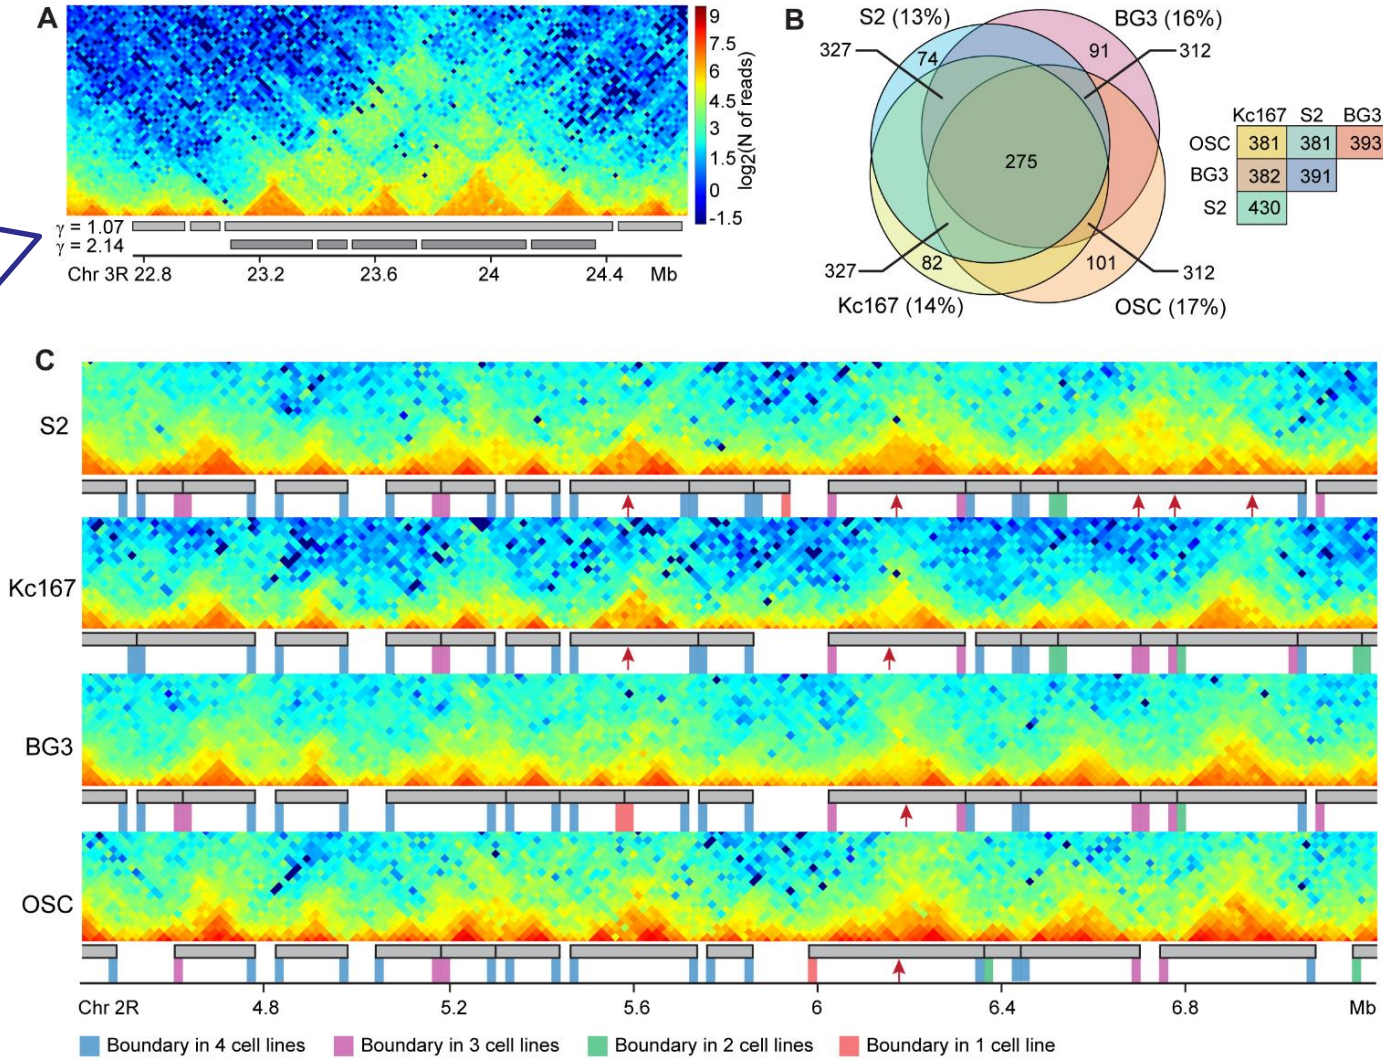 A
9
7.5
6
4.5
3
1.5
0
-1.5
log2(N of reads)
γ = 1.07
γ = 2.14
Chr 3R 22.8 23.2 23.6 24 24.4 Mb
B
S2 (13%) BG3 (16%)
327 74 91 312
275
327 82 101 312
Kc167 (14%) OSC (17%)
Kc167 S2 BG3
OSC 381 381 393
BG3 382 391
S2 430
C
S2
Kc167
BG3
OSC
Chr 2R 4.8 5.2 5.6 6 6.4 6.8 Mb
Boundary in 4 cell lines Boundary in 3 cell lines Boundary in 2 cell lines Boundary in 1 cell line